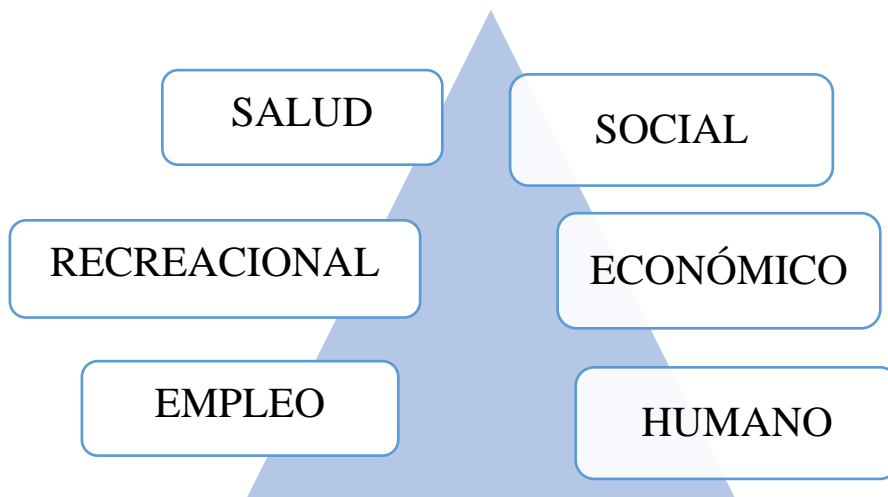 SALUD
SOCIAL
RECREACIONAL
ECONÓMICO
EMPLEO
HUMANO